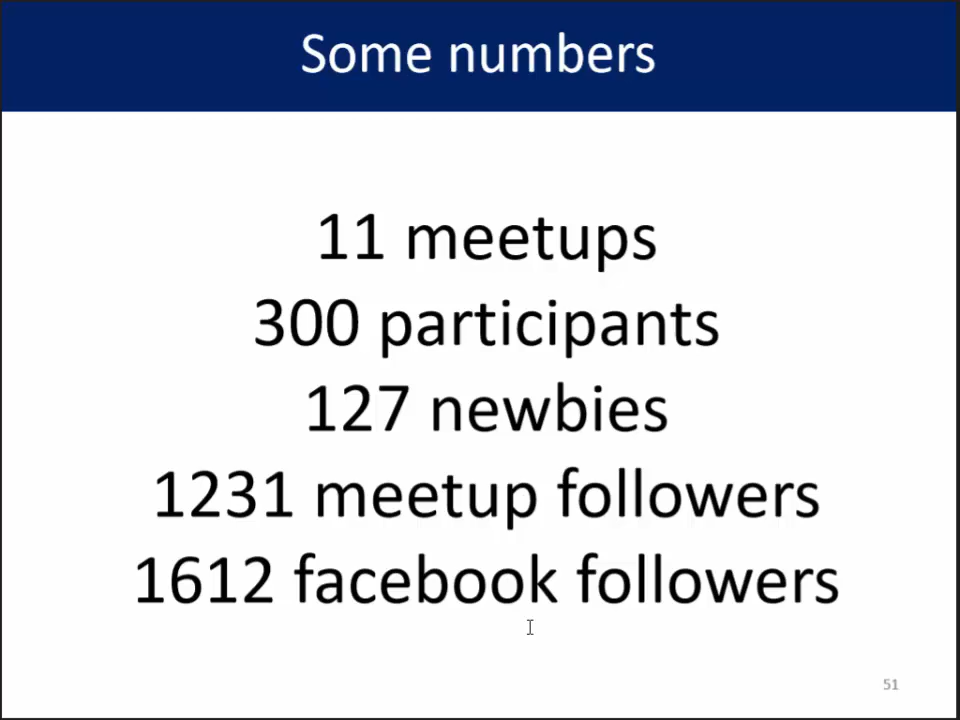 Some numbers
11 meetups
300 participants
127 newbies
1231 meetup followers
1612 facebook followers
51